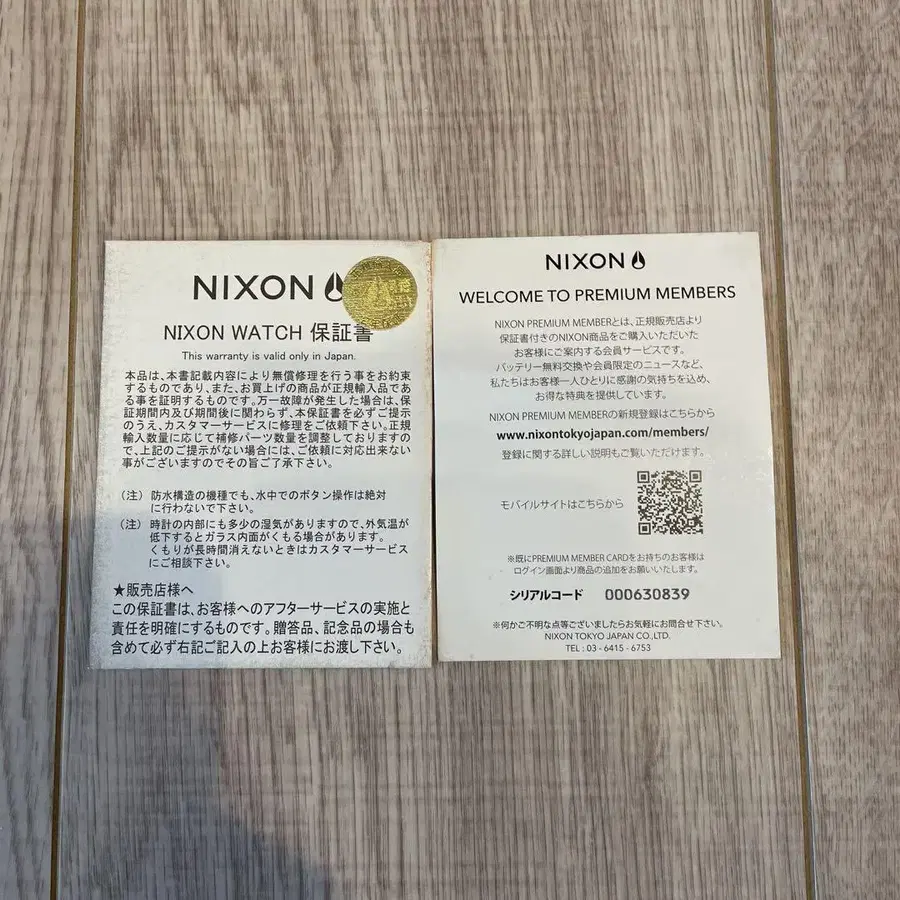 NIXON
NIXON WATCH 保証書
This warranty is valid only in Japan.
本品は、本書記載内容により無償修理を行う事をお約束
するものであり、また、お買上げの商品が正規輸入品であ
る事を証明するものです。万一故障が発生した場合は、保
証期間内及び期間後に関わらず、本保証書を必ずご提示
のうえ、カスタマーサービスに修理をご依頼下さい。正規
輸入数量に応じて補修パーツ数量を調整しておりますの
で、上記のご提示がない場合には、ご依頼に対応出来ない
事がございますのでその旨ご了承下さい。
（注） 防水構造の機種でも、水中でのボタン操作は絶対
に行わないで下さい。
（注） 時計の内部にも多少の湿気がありますので、外気温が
低下するとガラス内面がくもる場合があります。
くもりが長時間消えないときはカスタマーサービス
にご相談下さい。
★販売店様へ
この保証書は、お客様へのアフターサービスの実施と
責任を明確にするものです。贈答品、記念品の場合も
含めて必ず右記ご記入の上お客様にお渡し下さい。
NIXON
WELCOME TO PREMIUM MEMBERS
NIXON PREMIUM MEMBERとは、正規販売店より
保証書付きのNIXON商品をご購入いただいた
お客様にご案内する会員サービスです。
バッテリー無料交換や会員限定のニュースなど、
私たちはお客様一人ひとりに感謝の気持ちを込め、
お得な特典を提供しています。
NIXON PREMIUM MEMBERの新規登録はこちらから
www.nixontokyojapan.com/members/
登録に関する詳しい説明もご覧いただけます。
モバイルサイトはこちらから
※既にPREMIUM MEMBER CARDをお持ちのお客様は
ログイン画面より商品の追加をお願いいたします。
シリアルコード 000630839
※何かご不明な点等ございましたらお気軽にお問合せ下さい。
NIXON TOKYO JAPAN CO.,LTD.
TEL : 03 - 6415 - 6753